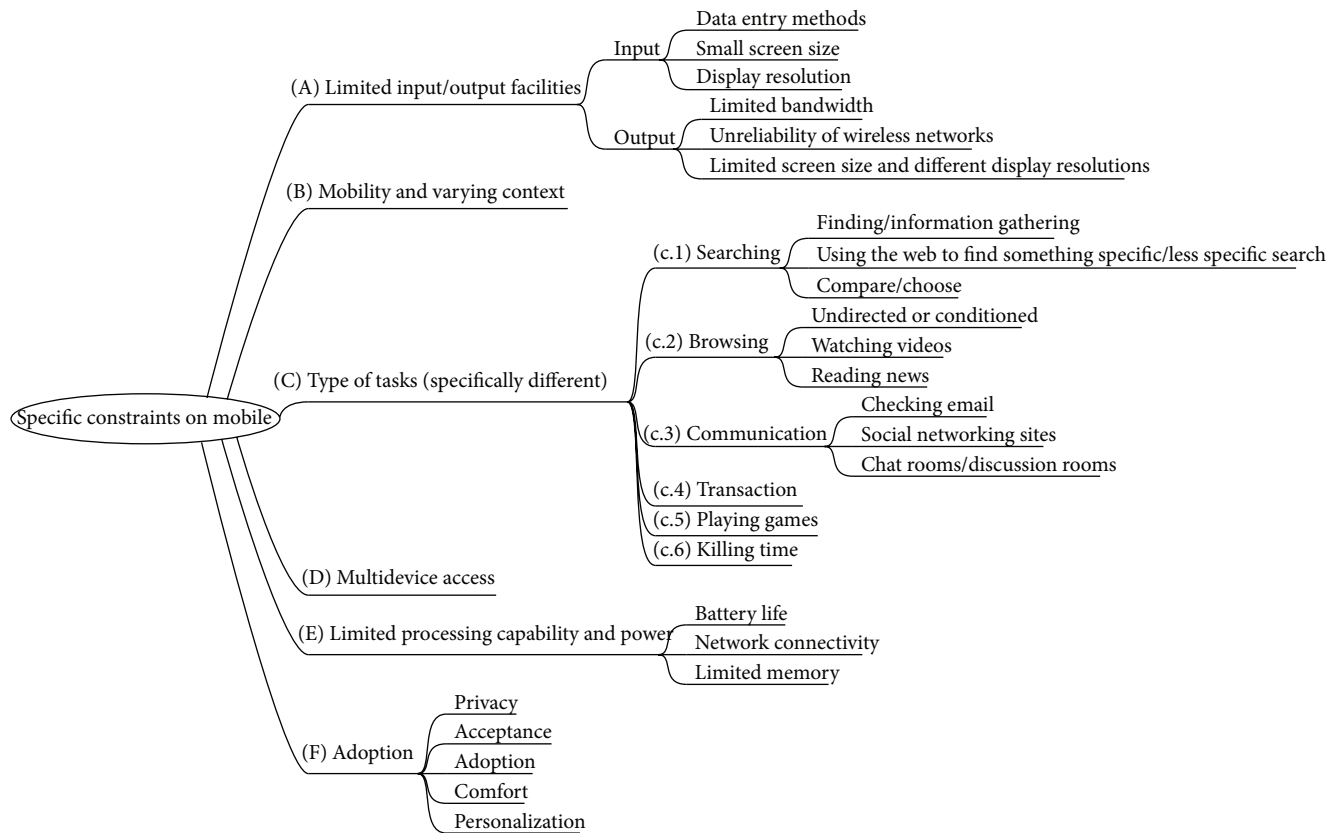 Specific constraints on mobile
(A) Limited input/output facilities
Input
Data entry methods
Small screen size
Display resolution
Output
Limited bandwidth
Unreliability of wireless networks
Limited screen size and different display resolutions
(B) Mobility and varying context
(C) Type of tasks (specifically different)
(c.1) Searching
Finding/information gathering
Using the web to find something specific/less specific search
Compare/choose
(c.2) Browsing
Undirected or conditioned
Watching videos
Reading news
(c.3) Communication
Checking email
Social networking sites
Chat rooms/discussion rooms
(c.4) Transaction
(c.5) Playing games
(c.6) Killing time
(D) Multidevice access
(E) Limited processing capability and power
Battery life
Network connectivity
Limited memory
(F) Adoption
Privacy
Acceptance
Adoption
Comfort
Personalization